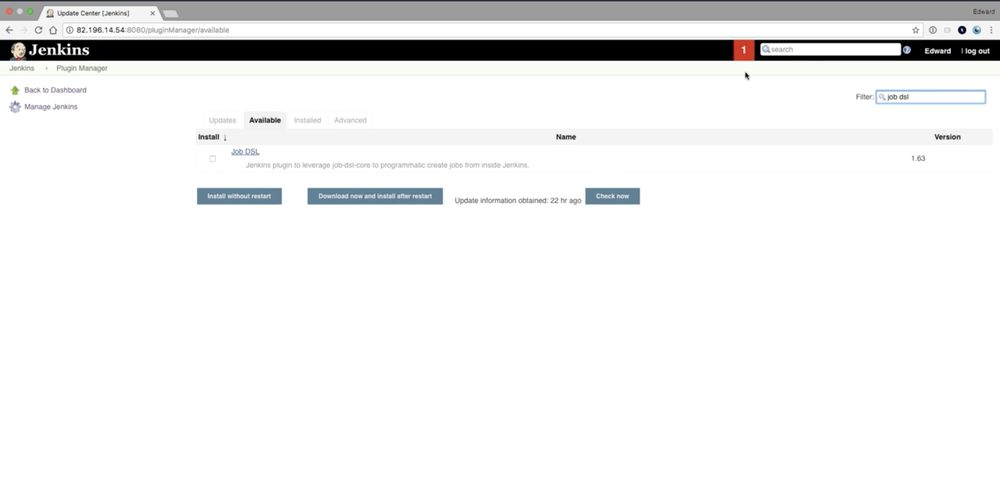 Update Center [Jenkins]
Edward
82.196.14.54:8080/pluginManager/available
Jenkins
1
search
Edward
| log out
Jenkins
Plugin Manager
Back to Dashboard
Manage Jenkins
Filter: job dsl
Updates
Available
Installed
Advanced
Install ↓
Name
Version
Job DSL
Jenkins plugin to leverage job-dsl-core to programmatic create jobs from inside Jenkins.
1.63
Install without restart
Download now and install after restart
Update information obtained: 22 hr ago
Check now